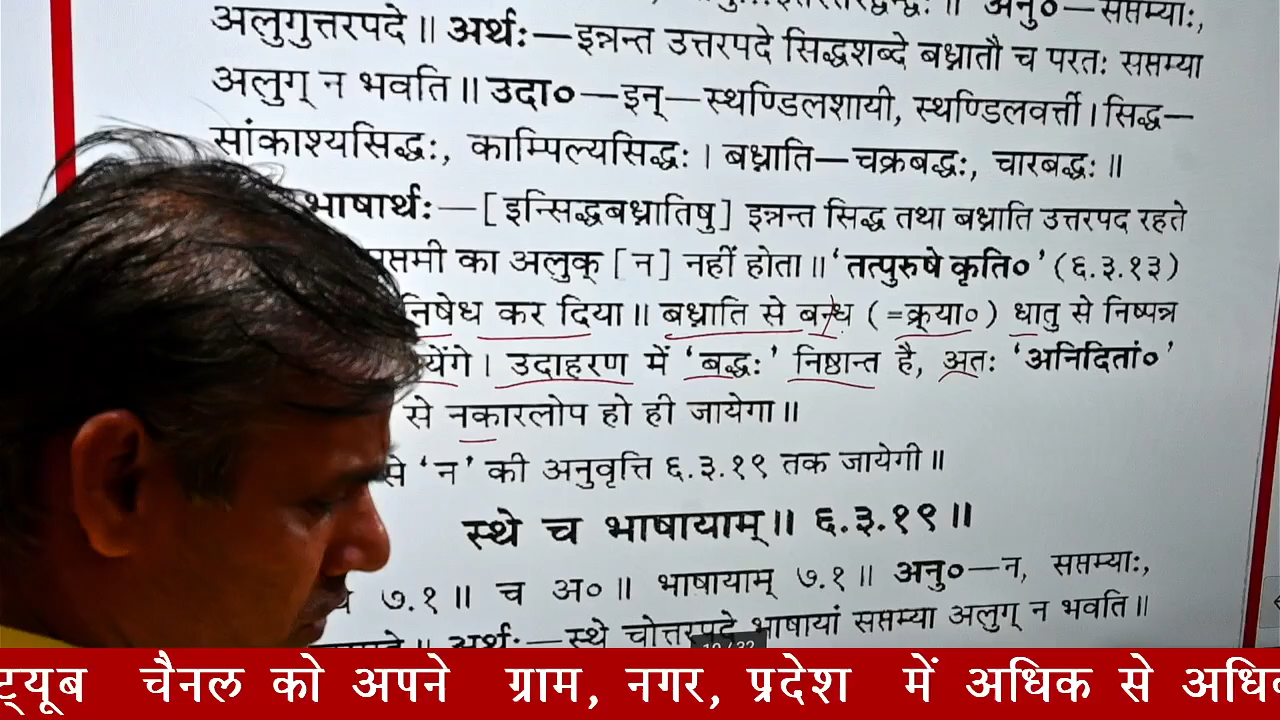 अलुगुत्तरपदे ॥ अर्थः—इन्नन्त उत्तरपदे सिद्धशब्दे बध्नातौ च परतः सप्तम्या
अलुग् न भवति ॥ उदा०—इन्—स्थण्डिलशायी, स्थण्डिलवर्त्ती । सिद्ध—
सांकाश्यसिद्धः, काम्पिल्यसिद्धः । बध्नाति—चक्रबद्धः, चारबद्धः ॥
भाषार्थः—[इन्सिद्धबध्नातिषु] इन्नन्त सिद्ध तथा बध्नाति उत्तरपद रहते
सप्तमी का अलुक् [न] नहीं होता ॥ 'तत्पुरुषे कृति०' (६.३.१३)
निषेध कर दिया ॥ बध्नाति से बन्ध (=क्र्या०) धातु से निष्पन्न
येंगे । उदाहरण में 'बद्धः' निष्ठान्त है, अतः 'अनिदितां०'
से नकारलोप हो ही जायेगा ॥
से 'न' की अनुवृत्ति ६.३.१९ तक जायेगी ॥
स्थे च भाषायाम् ॥ ६.३.१९ ॥
७.१ ॥ च अ० ॥ भाषायाम् ७.१ ॥ अनु०—न, सप्तम्याः,
अर्थः—स्थे चोत्तरपदे भाषायां सप्तम्या अलुग् न भवति ॥
ट्यूब चैनल को अपने ग्राम, नगर, प्रदेश में अधिक से अधि